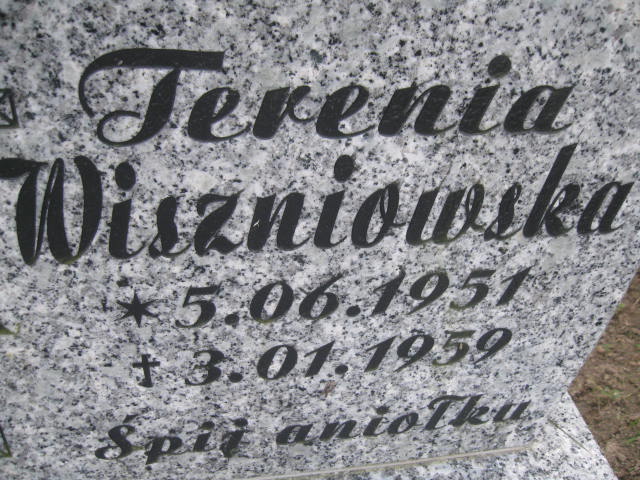 Terenia
Wiszniowska
* 5.06.1951
† 3.01.1959
Śpij aniołku